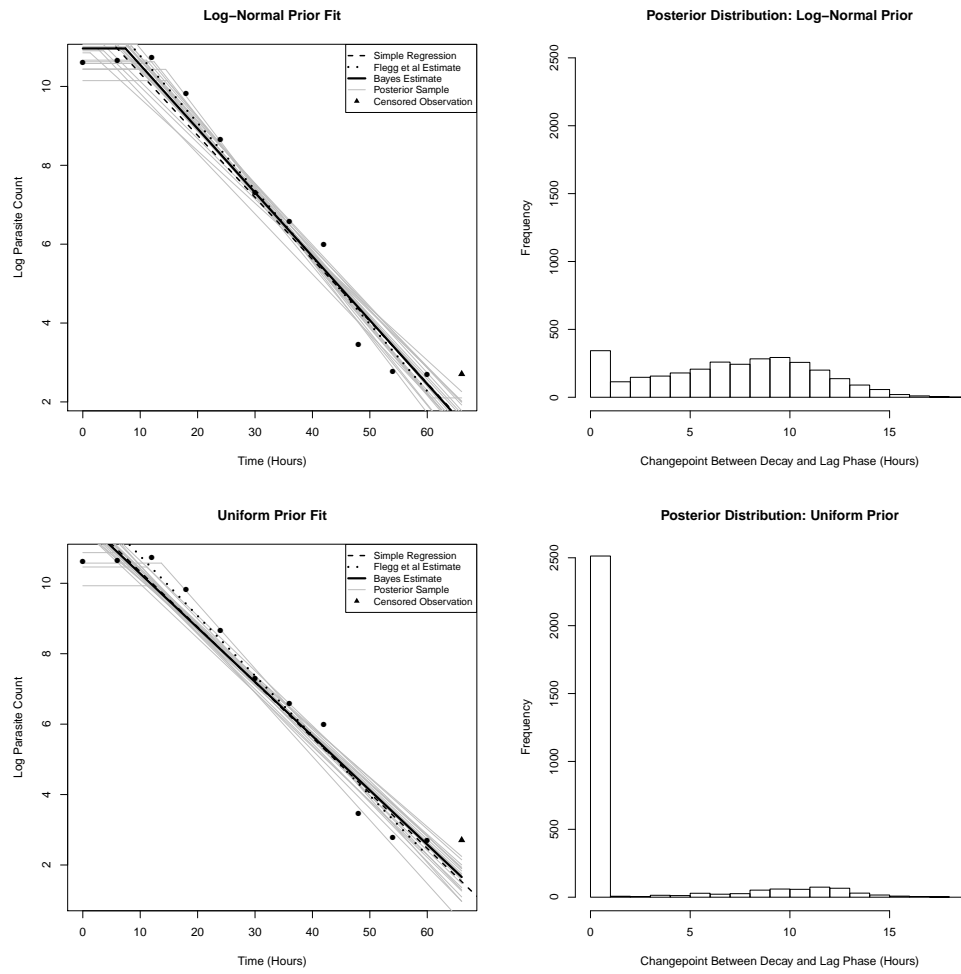 Log−Normal Prior Fit
Simple Regression
Flegg et al Estimate
Bayes Estimate
Posterior Sample
Censored Observation
Log Parasite Count
2
4
6
8
10
0
10
20
30
40
50
60
Time (Hours)
Posterior Distribution: Log−Normal Prior
Frequency
0
500
1000
1500
2000
2500
0
5
10
15
Changepoint Between Decay and Lag Phase (Hours)
Uniform Prior Fit
Simple Regression
Flegg et al Estimate
Bayes Estimate
Posterior Sample
Censored Observation
Log Parasite Count
2
4
6
8
10
0
10
20
30
40
50
60
Time (Hours)
Posterior Distribution: Uniform Prior
Frequency
0
500
1000
1500
2000
2500
0
5
10
15
Changepoint Between Decay and Lag Phase (Hours)